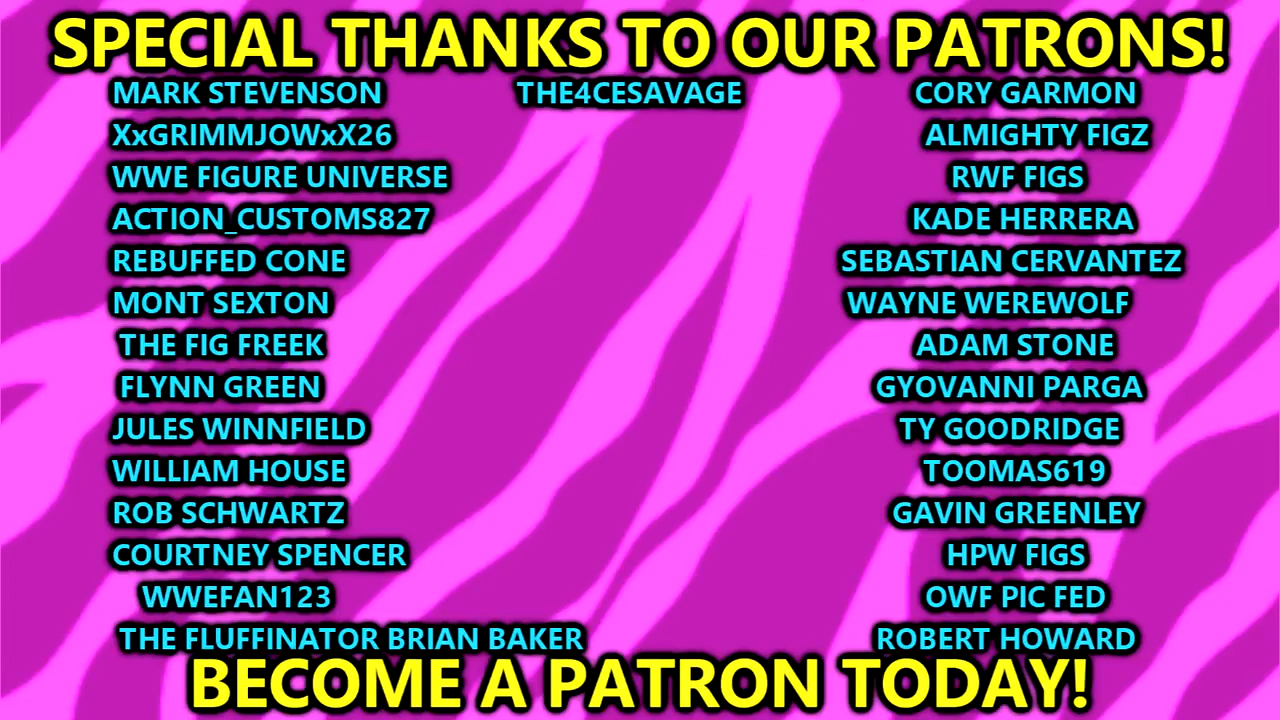 SPECIAL THANKS TO OUR PATRONS!
MARK STEVENSON THE4CESAVAGE CORY GARMON
XxGRIMMJOWxX26 ALMIGHTY FIGZ
WWE FIGURE UNIVERSE RWF FIGS
ACTION_CUSTOMS827 KADE HERRERA
REBUFFED CONE SEBASTIAN CERVANTEZ
MONT SEXTON WAYNE WEREWOLF
THE FIG FREEK ADAM STONE
FLYNN GREEN GYOVANNI PARGA
JULES WINNFIELD TY GOODRIDGE
WILLIAM HOUSE TOOMAS619
ROB SCHWARTZ GAVIN GREENLEY
COURTNEY SPENCER HPW FIGS
WWEFAN123 OWF PIC FED
THE FLUFFINATOR BRIAN BAKER ROBERT HOWARD
BECOME A PATRON TODAY!